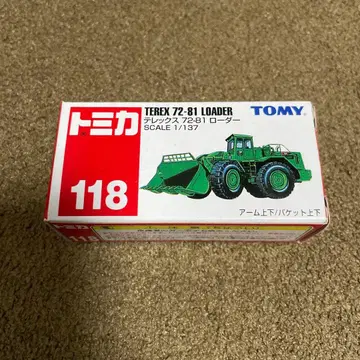 トミカ
118
TEREX 72-81 LOADER
テレックス 72-81 ローダー
SCALE 1/137
TOMY
アーム上下/バケット上下
118